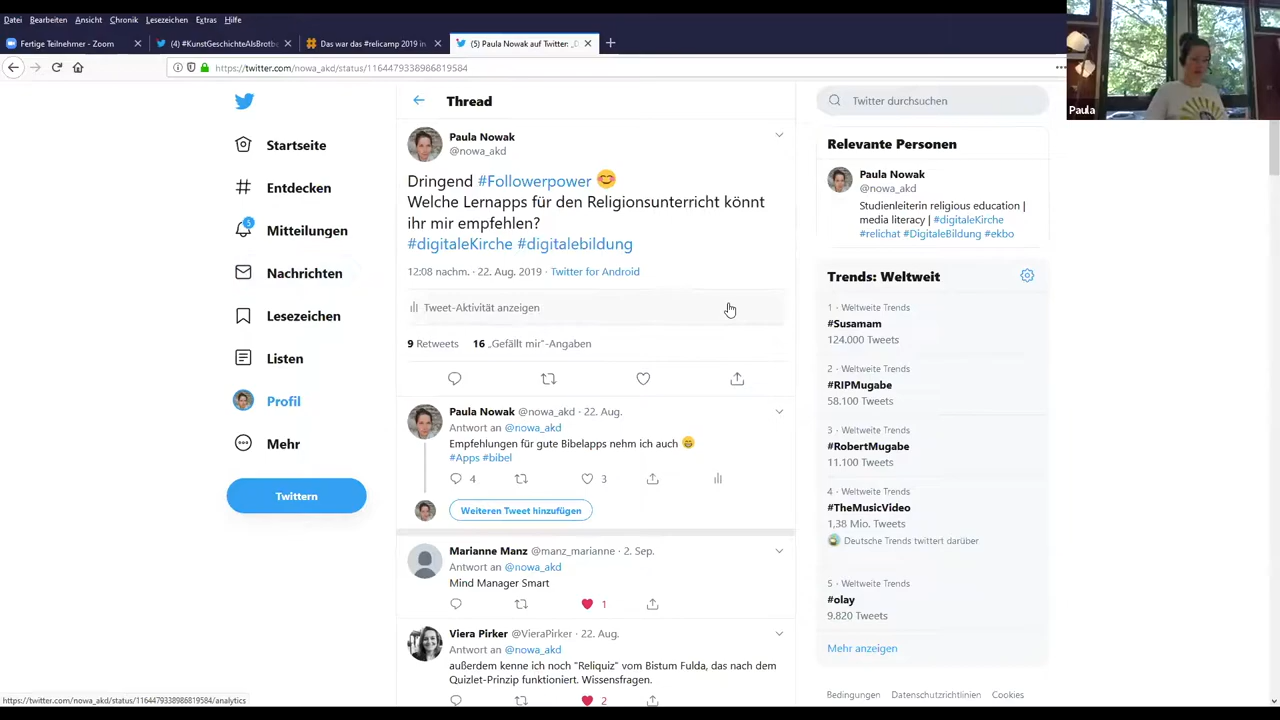 Datei Bearbeiten Ansicht Chronik Lesezeichen Extras Hilfe
Fertige Teilnehmer - Zoom
(4) #KunstGeschichteAlsBrotbe
Das war das #relicamp 2019 in
(5) Paula Nowak auf Twitter: „D
https://twitter.com/nowa_akd/status/1164479338986819584
Paula
Startseite
Entdecken
5
Mitteilungen
Nachrichten
Lesezeichen
Listen
Profil
Mehr
Twittern
Thread
Paula Nowak
@nowa_akd
Dringend #Followerpower
Welche Lernapps für den Religionsunterricht könnt
ihr mir empfehlen?
#digitaleKirche #digitalebildung
12:08 nachm. · 22. Aug. 2019 · Twitter for Android
Tweet-Aktivität anzeigen
9 Retweets 16 „Gefällt mir“-Angaben
Paula Nowak @nowa_akd · 22. Aug.
Antwort an @nowa_akd
Empfehlungen für gute Bibelapps nehm ich auch
#Apps #bibel
4 3
Weiteren Tweet hinzufügen
Marianne Manz @manz_marianne · 2. Sep.
Antwort an @nowa_akd
Mind Manager Smart
1
Viera Pirker @VieraPirker · 22. Aug.
Antwort an @nowa_akd
außerdem kenne ich noch "Reliquiz" vom Bistum Fulda, das nach dem
Quizlet-Prinzip funktioniert. Wissensfragen.
2
Twitter durchsuchen
Relevante Personen
Paula Nowak
@nowa_akd
Studienleiterin religious education |
media literacy | #digitaleKirche
#relichat #DigitaleBildung #ekbo
Trends: Weltweit
1 · Weltweite Trends
#Susamam
124.000 Tweets
2 · Weltweite Trends
#RIPMugabe
58.100 Tweets
3 · Weltweite Trends
#RobertMugabe
11.100 Tweets
4 · Weltweite Trends
#TheMusicVideo
1,38 Mio. Tweets
Deutsche Trends twittert darüber
5 · Weltweite Trends
#olay
9.820 Tweets
Mehr anzeigen
Bedingungen Datenschutzrichtlinien Cookies
https://twitter.com/nowa_akd/status/1164479338986819584/analytics